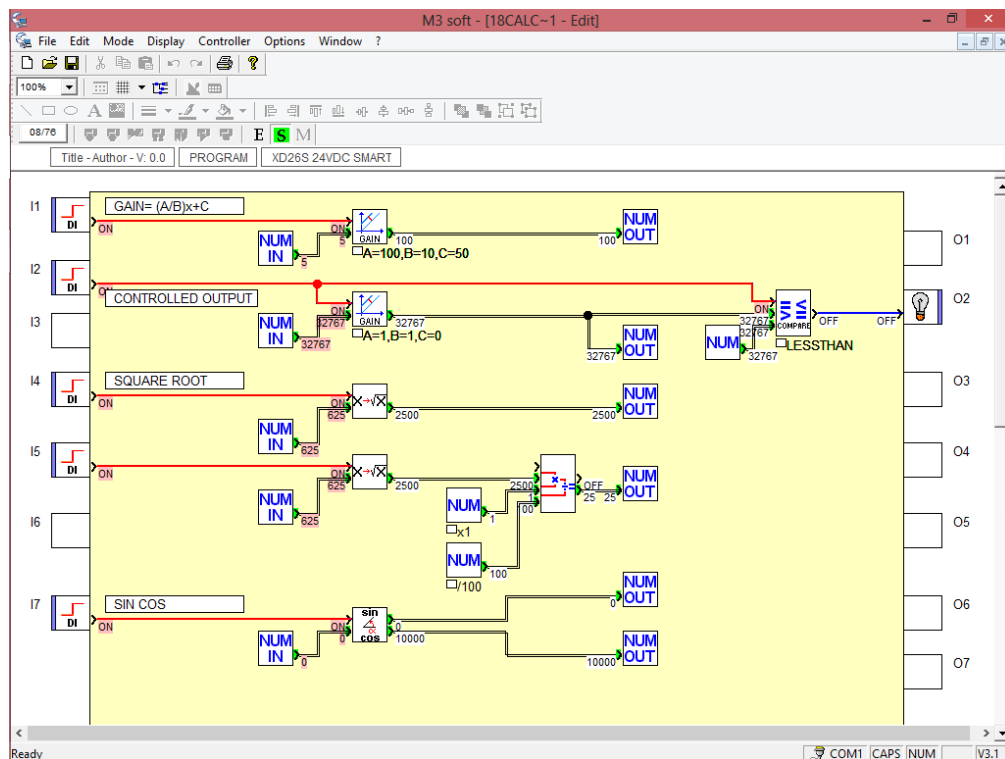 M3 soft - [18CALC~1 - Edit]
File Edit Mode Display Controller Options Window ?
100%
A
08/76 E S M
Title - Author - V: 0.0 PROGRAM XD26S 24VDC SMART
I1 DI ON GAIN= (A/B)x+C
NUM IN 5 ON 5 GAIN 100 100 NUM OUT
A=100,B=10,C=50
O1
I2 DI ON
CONTROLLED OUTPUT
I3
NUM IN 32767 ON 32767 GAIN 32767
A=1,B=1,C=0
32767 NUM OUT
NUM 32767
ON 32767 32767 COMPARE OFF OFF O2
LESSTHAN
I4 DI ON SQUARE ROOT
NUM IN 625 ON 625 X→√X 2500 2500 NUM OUT
O3
I5 DI ON
NUM IN 625 ON 625 X→√X 2500
O4
NUM 1
x1
NUM 100
/100
2500 1 100 x ÷ OFF 25 25 NUM OUT
I6 O5
I7 DI ON SIN COS
NUM IN 0 ON 0 sin α cos 0 10000
0 NUM OUT
O6
10000 NUM OUT
O7
Ready COM1 CAPS NUM V3.1